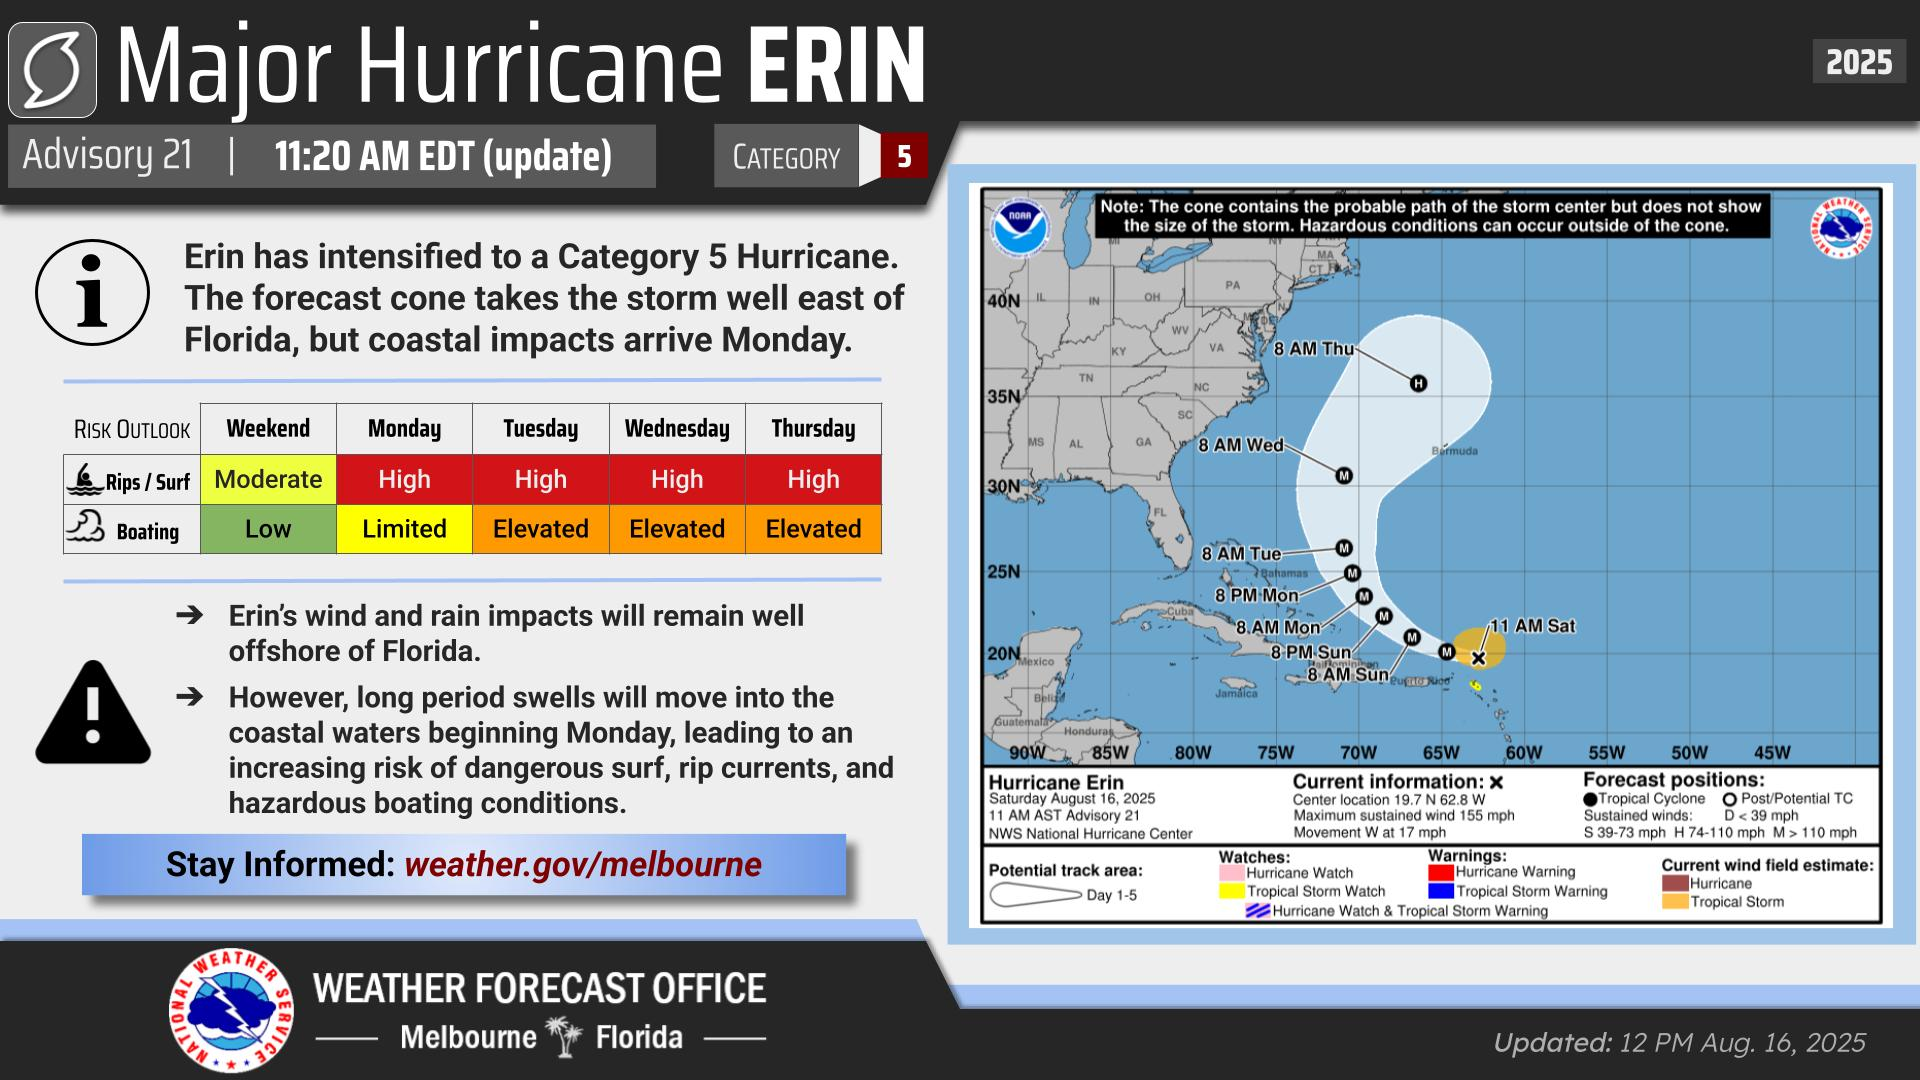 Major Hurricane ERIN
2025
Advisory 21 | 11:20 AM EDT (update)
CATEGORY 5
Erin has intensified to a Category 5 Hurricane.
The forecast cone takes the storm well east of
Florida, but coastal impacts arrive Monday.
RISK OUTLOOK Weekend Monday Tuesday Wednesday Thursday
Rips / Surf Moderate High High High High
Boating Low Limited Elevated Elevated Elevated
➔ Erin's wind and rain impacts will remain well
offshore of Florida.
➔ However, long period swells will move into the
coastal waters beginning Monday, leading to an
increasing risk of dangerous surf, rip currents, and
hazardous boating conditions.
Stay Informed: weather.gov/melbourne
NATIONAL WEATHER SERVICE
WEATHER FORECAST OFFICE
Melbourne Florida
NOAA
Note: The cone contains the probable path of the storm center but does not show
the size of the storm. Hazardous conditions can occur outside of the cone.
NATIONAL WEATHER SERVICE
MI
NY
MA
CT RI
PA
40N
IL
IN
OH
WV
KY
VA
8 AM Thu
H
TN
NC
35N
SC
MS
AL
GA
8 AM Wed
Bermuda
M
30N
FL
8 AM Tue
M
25N
Bahamas
M
8 PM Mon
M
Cuba
8 AM Mon
M
11 AM Sat
M
8 PM Sun
M
20N
Mexico
8 AM Sun
Puerto Rico
Jamaica
Belize
Guatemala
Honduras
90W 85W 80W 75W 70W 65W 60W 55W 50W 45W
Hurricane Erin
Saturday August 16, 2025
11 AM AST Advisory 21
NWS National Hurricane Center
Current information: ×
Center location 19.7 N 62.8 W
Maximum sustained wind 155 mph
Movement W at 17 mph
Forecast positions:
Tropical Cyclone Post/Potential TC
Sustained winds: D < 39 mph
S 39-73 mph H 74-110 mph M > 110 mph
Potential track area:
Day 1-5
Watches:
Hurricane Watch
Tropical Storm Watch
Warnings:
Hurricane Warning
Tropical Storm Warning
Hurricane Watch & Tropical Storm Warning
Current wind field estimate:
Hurricane
Tropical Storm
Updated: 12 PM Aug. 16, 2025